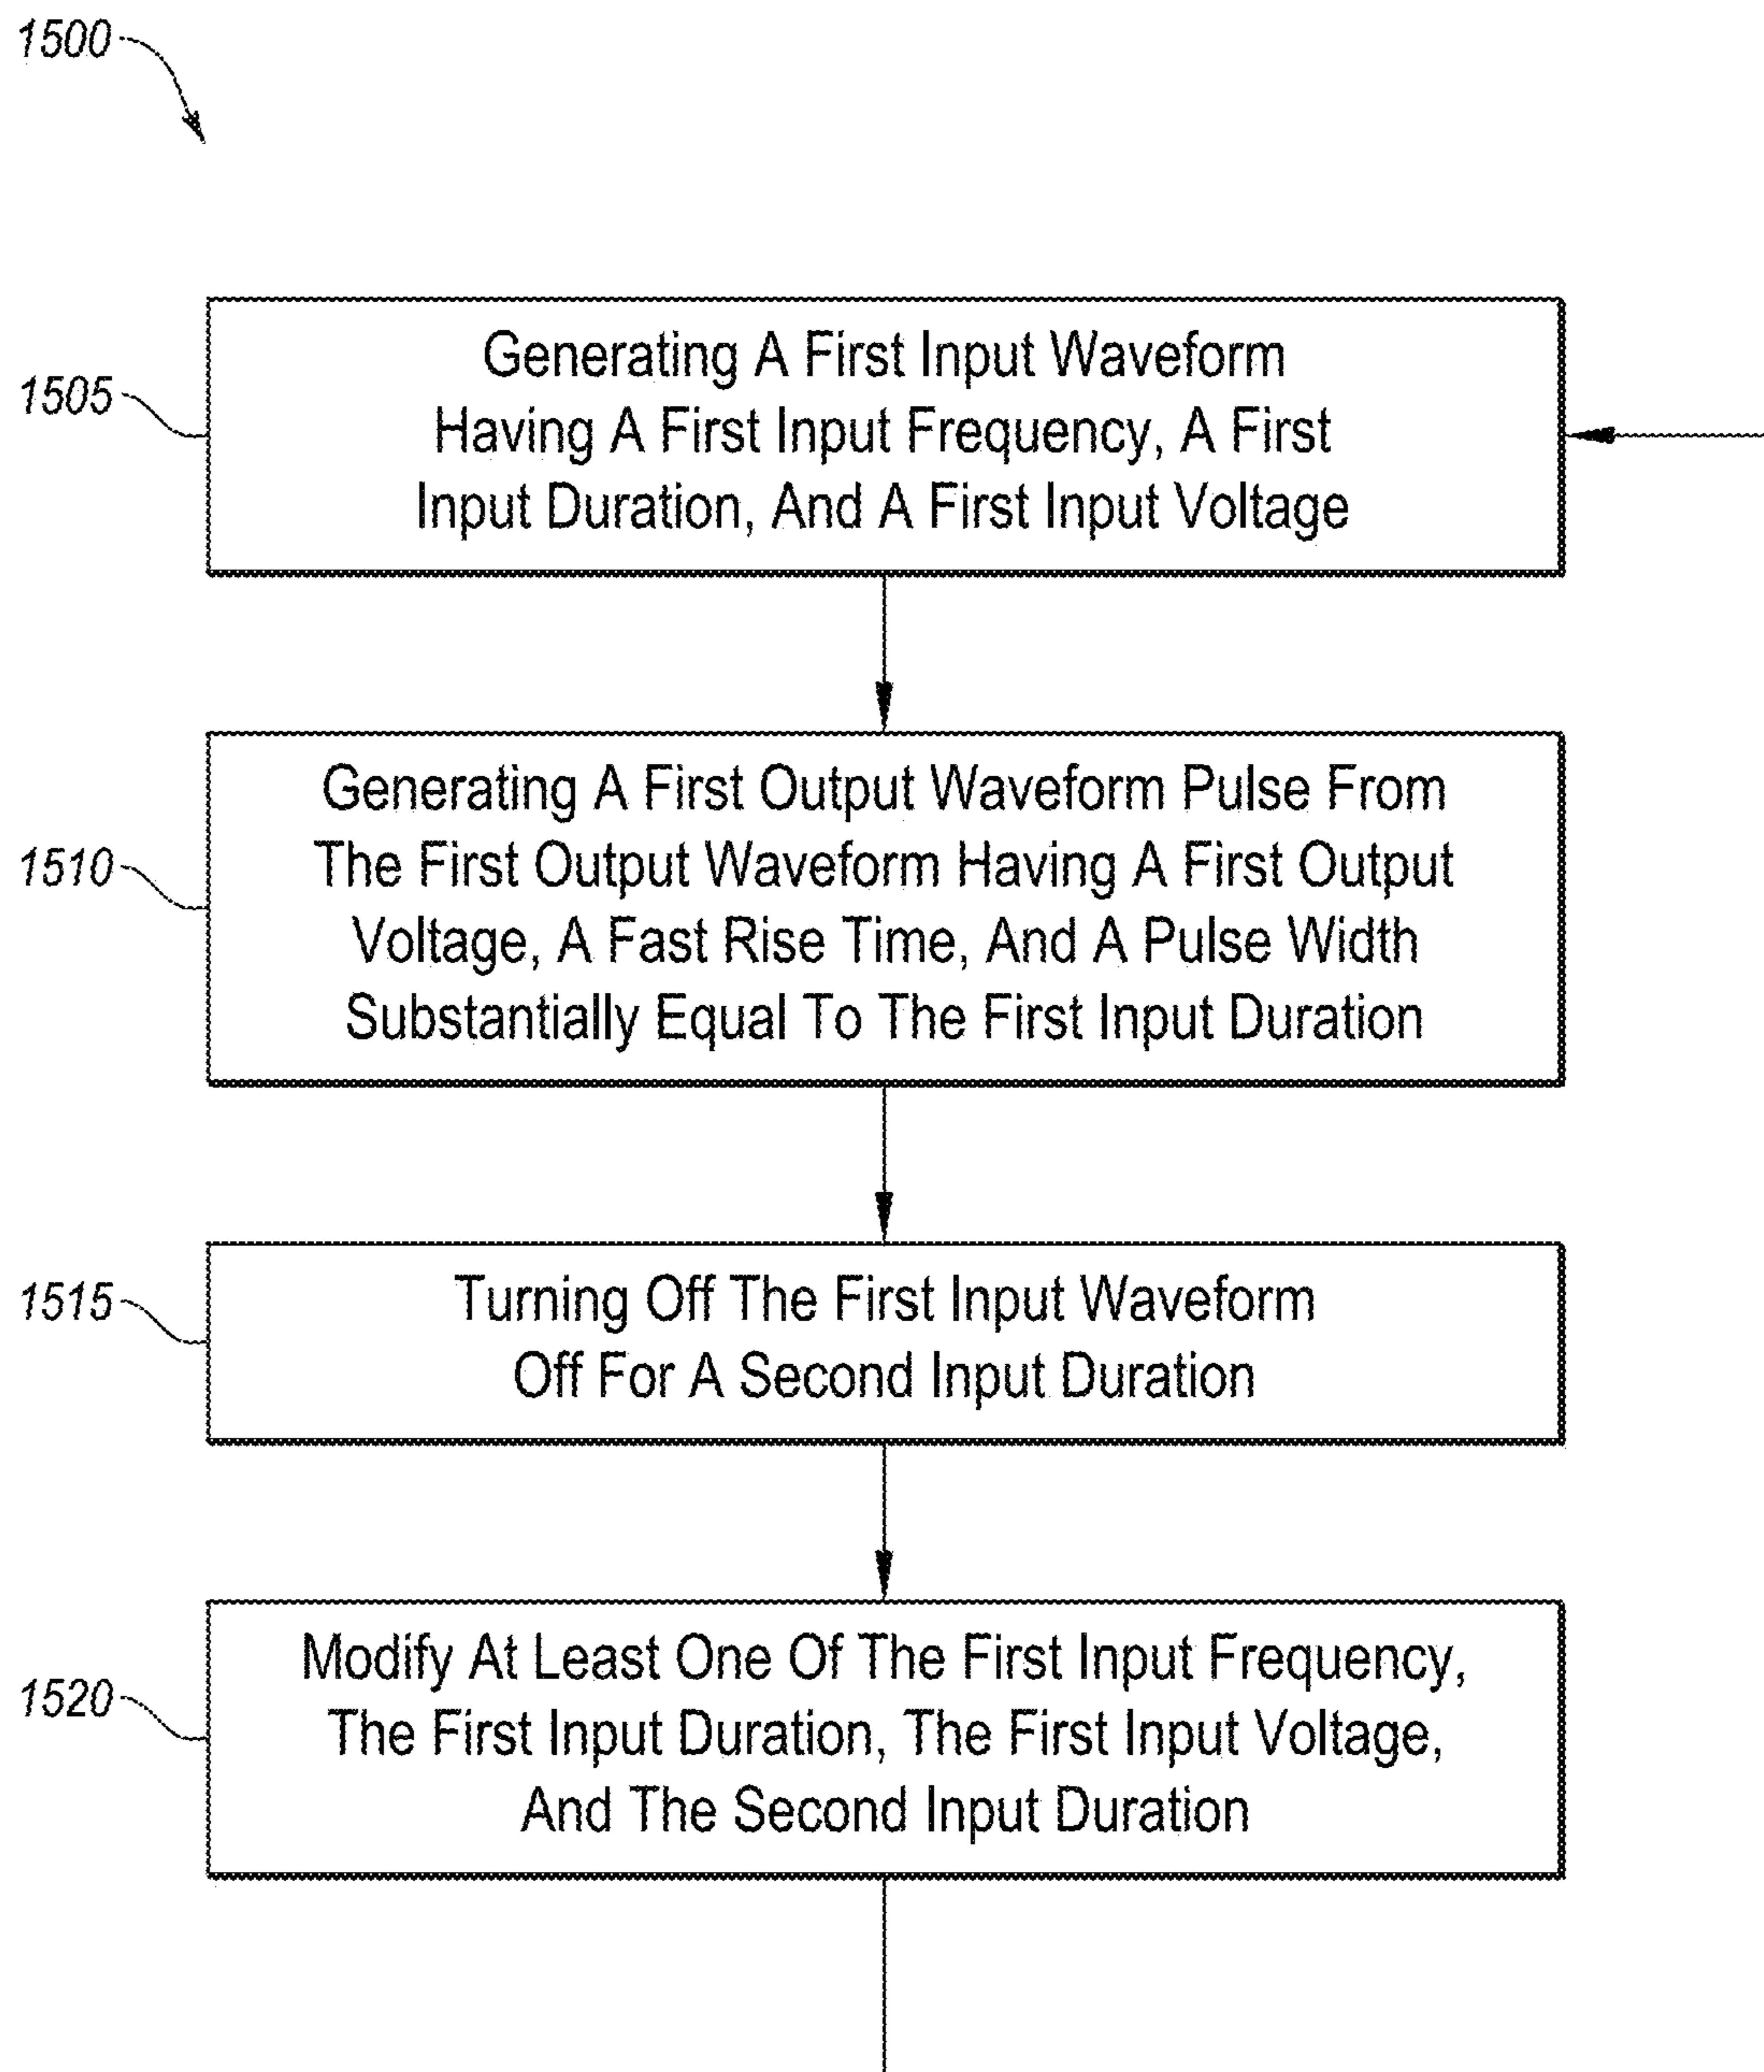 1500
1505
Generating A First Input Waveform
Having A First Input Frequency, A First
Input Duration, And A First Input Voltage
1510
Generating A First Output Waveform Pulse From
The First Output Waveform Having A First Output
Voltage, A Fast Rise Time, And A Pulse Width
Substantially Equal To The First Input Duration
1515
Turning Off The First Input Waveform
Off For A Second Input Duration
1520
Modify At Least One Of The First Input Frequency,
The First Input Duration, The First Input Voltage,
And The Second Input Duration